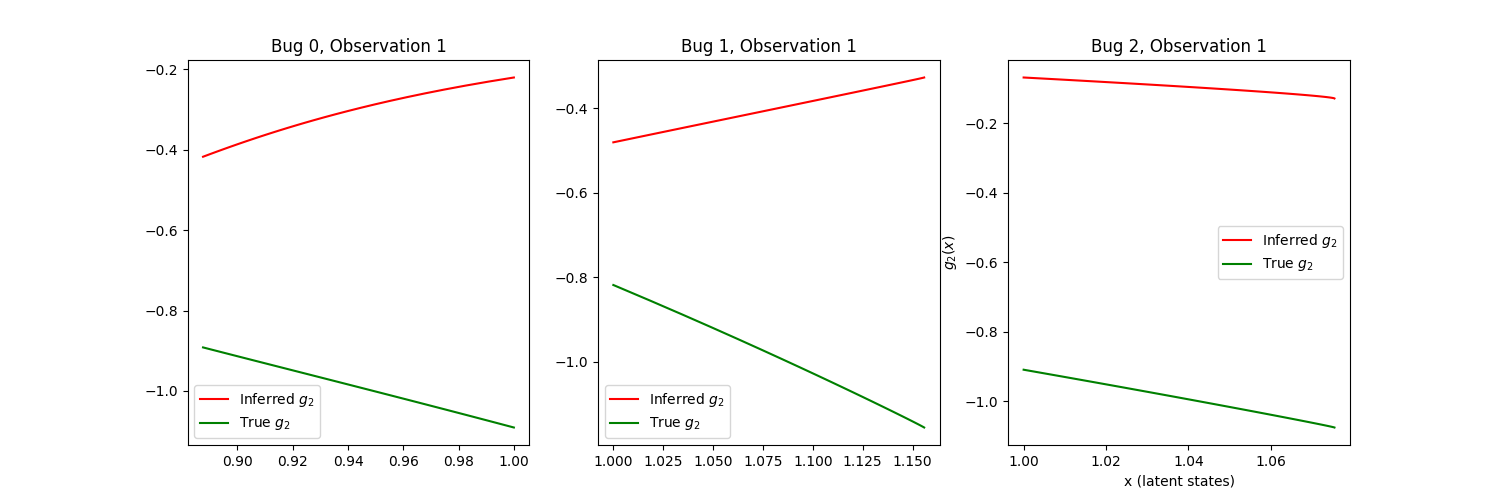 Bug 0, Observation 1
−0.2
−0.4
−0.6
−0.8
−1.0
Inferred g₂
True g₂
0.90 0.92 0.94 0.96 0.98 1.00
Bug 1, Observation 1
−0.4
−0.6
−0.8
−1.0
Inferred g₂
True g₂
1.000 1.025 1.050 1.075 1.100 1.125 1.150
Bug 2, Observation 1
g₂(x)
−0.2
−0.4
−0.6
−0.8
−1.0
Inferred g₂
True g₂
1.00 1.02 1.04 1.06
x (latent states)